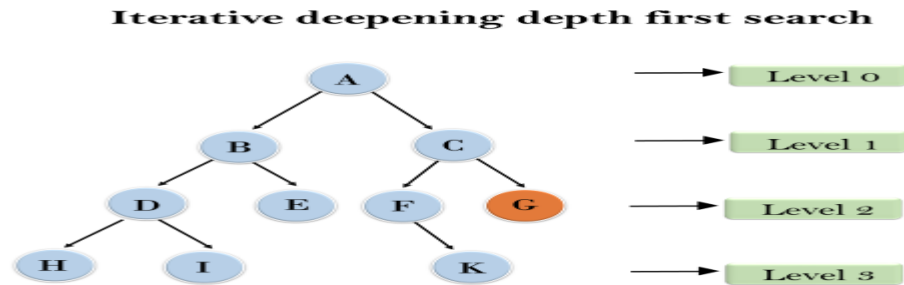 Iterative deepening depth first search
A
Level 0
B
C
Level 1
D
E
F
G
Level 2
H
I
K
Level 3